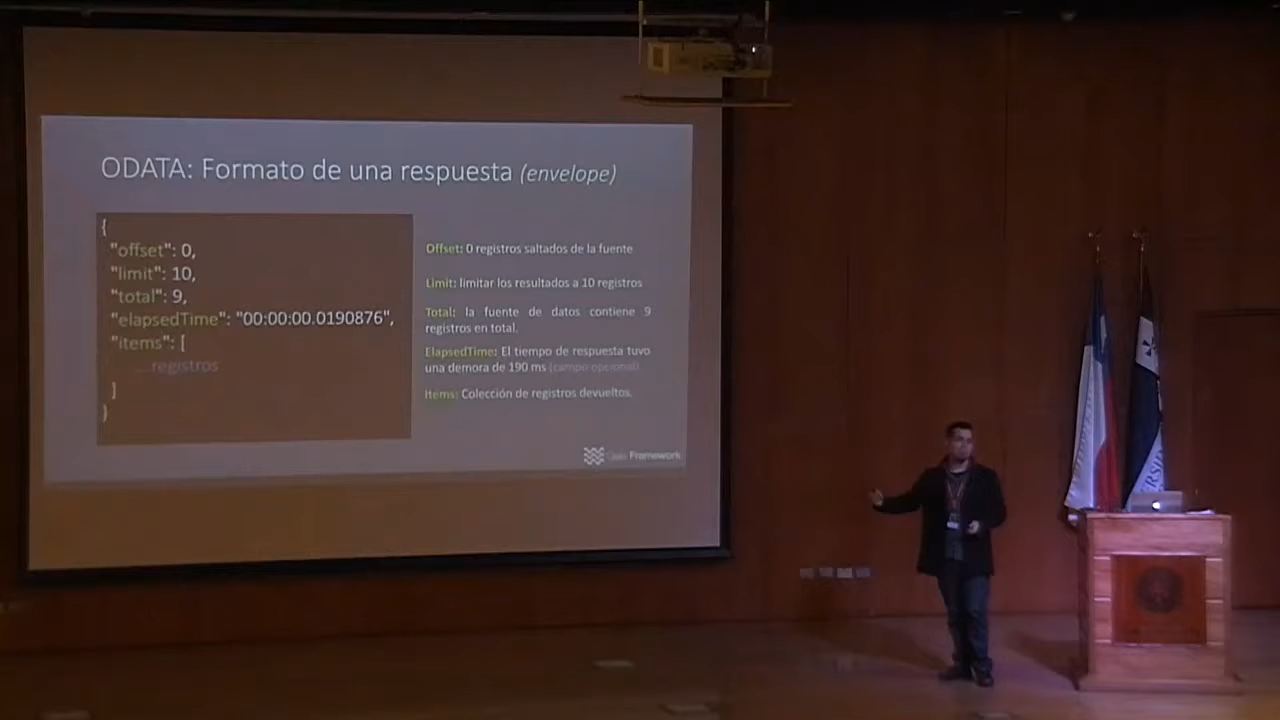 ODATA: Formato de una respuesta (envelope)
{
"offset": 0,
"limit": 10,
"total": 9,
"elapsedTime": "00:00:00.0190876",
"items": [
...registros
]
}
Offset: 0 registros saltados de la fuente
Limit: limitar los resultados a 10 registros
Total: la fuente de datos contiene 9
registros en total.
ElapsedTime: El tiempo de respuesta tuvo
una demora de 190 ms (campo opcional)
Items: Colección de registros devueltos.
Framework